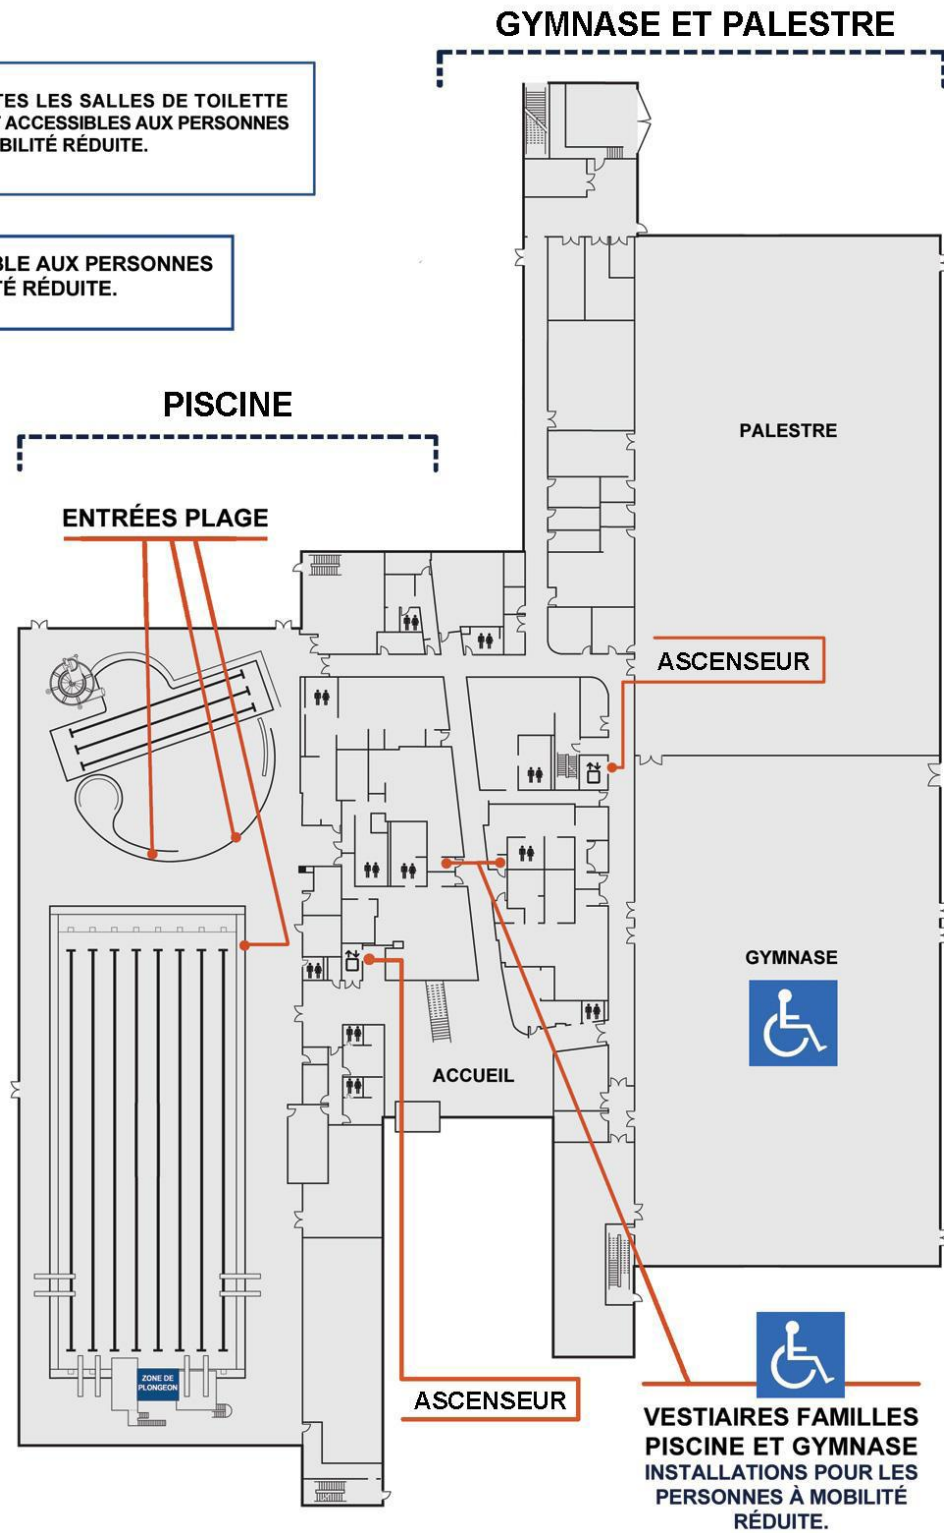 GYMNASE ET PALESTRE
TES LES SALLES DE TOILETTE
ACCESSIBLES AUX PERSONNES
BILITÉ RÉDUITE.
BLE AUX PERSONNES
TÉ RÉDUITE.
PISCINE
PALESTRE
ENTRÉES PLAGE
ASCENSEUR
GYMNASE
ACCUEIL
ZONE DE
PLONGEON
ASCENSEUR
VESTIAIRES FAMILLES
PISCINE ET GYMNASE
INSTALLATIONS POUR LES
PERSONNES À MOBILITÉ
RÉDUITE.